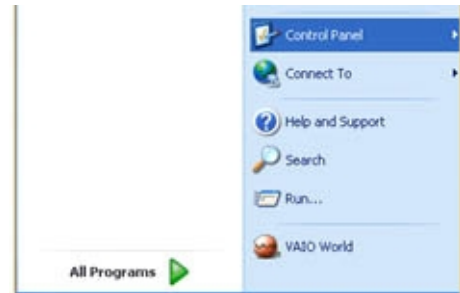 Control Panel
Connect To
Help and Support
Search
Run...
VAIO World
All Programs